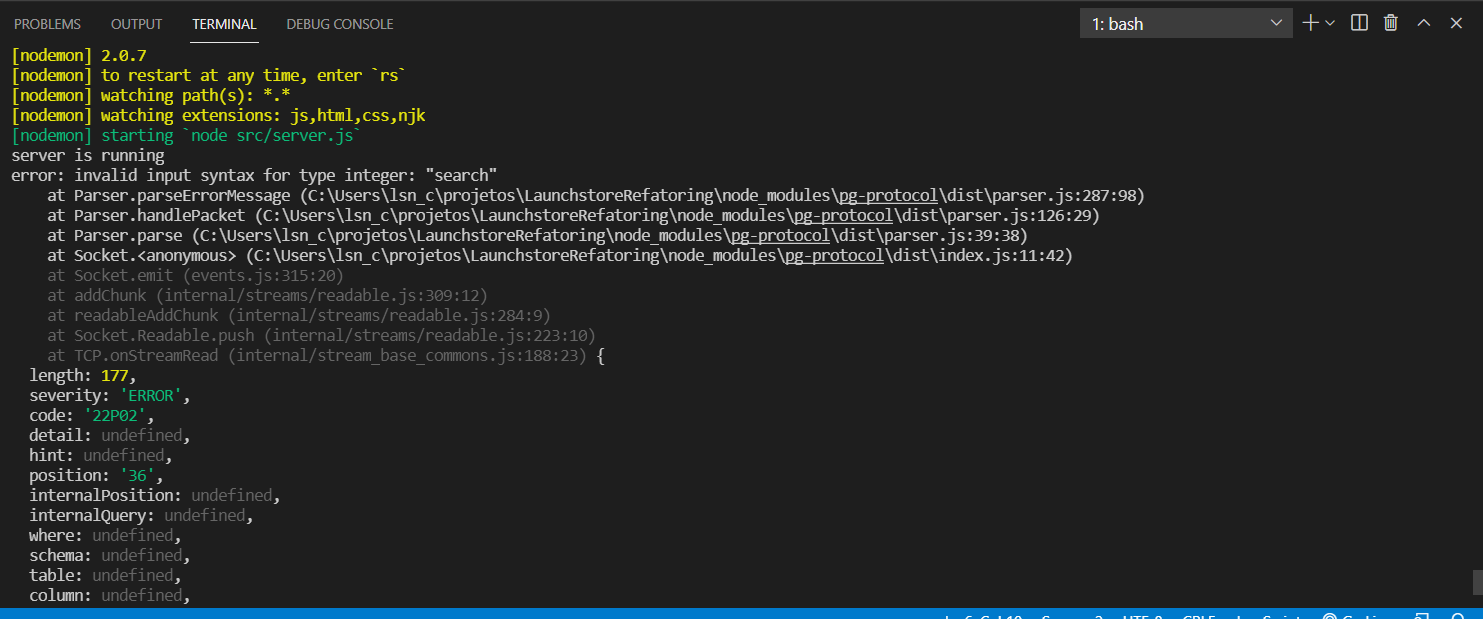 PROBLEMS OUTPUT TERMINAL DEBUG CONSOLE 1: bash
[nodemon] 2.0.7
[nodemon] to restart at any time, enter `rs`
[nodemon] watching path(s): *.*
[nodemon] watching extensions: js,html,css,njk
[nodemon] starting `node src/server.js`
server is running
error: invalid input syntax for type integer: "search"
    at Parser.parseErrorMessage (C:\Users\lsn_c\projetos\LaunchstoreRefatoring\node_modules\pg-protocol\dist\parser.js:287:98)
    at Parser.handlePacket (C:\Users\lsn_c\projetos\LaunchstoreRefatoring\node_modules\pg-protocol\dist\parser.js:126:29)
    at Parser.parse (C:\Users\lsn_c\projetos\LaunchstoreRefatoring\node_modules\pg-protocol\dist\parser.js:39:38)
    at Socket.<anonymous> (C:\Users\lsn_c\projetos\LaunchstoreRefatoring\node_modules\pg-protocol\dist\index.js:11:42)
    at Socket.emit (events.js:315:20)
    at addChunk (internal/streams/readable.js:309:12)
    at readableAddChunk (internal/streams/readable.js:284:9)
    at Socket.Readable.push (internal/streams/readable.js:223:10)
    at TCP.onStreamRead (internal/stream_base_commons.js:188:23) {
  length: 177,
  severity: 'ERROR',
  code: '22P02',
  detail: undefined,
  hint: undefined,
  position: '36',
  internalPosition: undefined,
  internalQuery: undefined,
  where: undefined,
  schema: undefined,
  table: undefined,
  column: undefined,